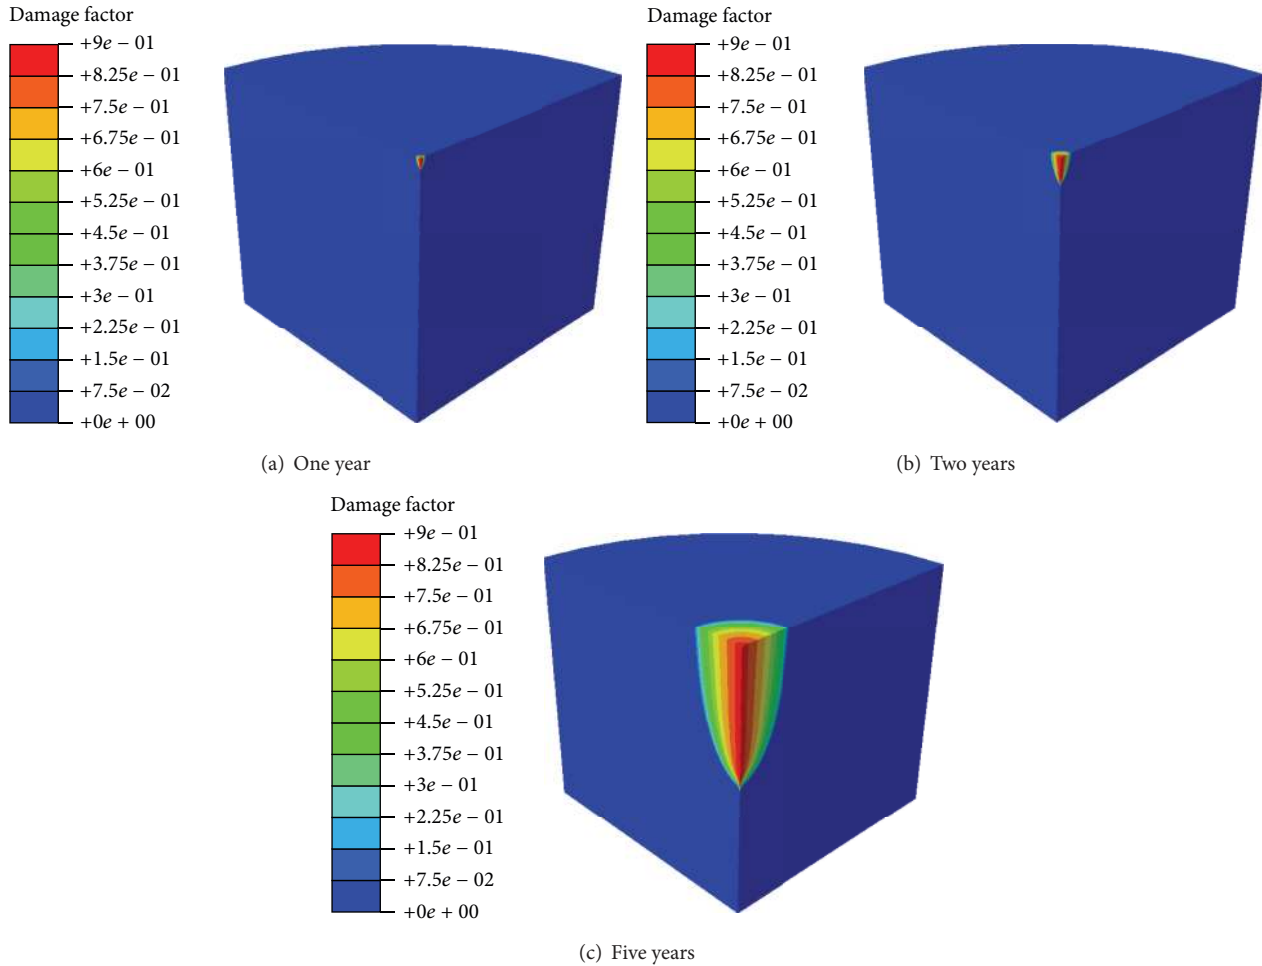 Damage factor
+9e − 01
+8.25e − 01
+7.5e − 01
+6.75e − 01
+6e − 01
+5.25e − 01
+4.5e − 01
+3.75e − 01
+3e − 01
+2.25e − 01
+1.5e − 01
+7.5e − 02
+0e + 00
(a) One year
Damage factor
+9e − 01
+8.25e − 01
+7.5e − 01
+6.75e − 01
+6e − 01
+5.25e − 01
+4.5e − 01
+3.75e − 01
+3e − 01
+2.25e − 01
+1.5e − 01
+7.5e − 02
+0e + 00
(b) Two years
Damage factor
+9e − 01
+8.25e − 01
+7.5e − 01
+6.75e − 01
+6e − 01
+5.25e − 01
+4.5e − 01
+3.75e − 01
+3e − 01
+2.25e − 01
+1.5e − 01
+7.5e − 02
+0e + 00
(c) Five years